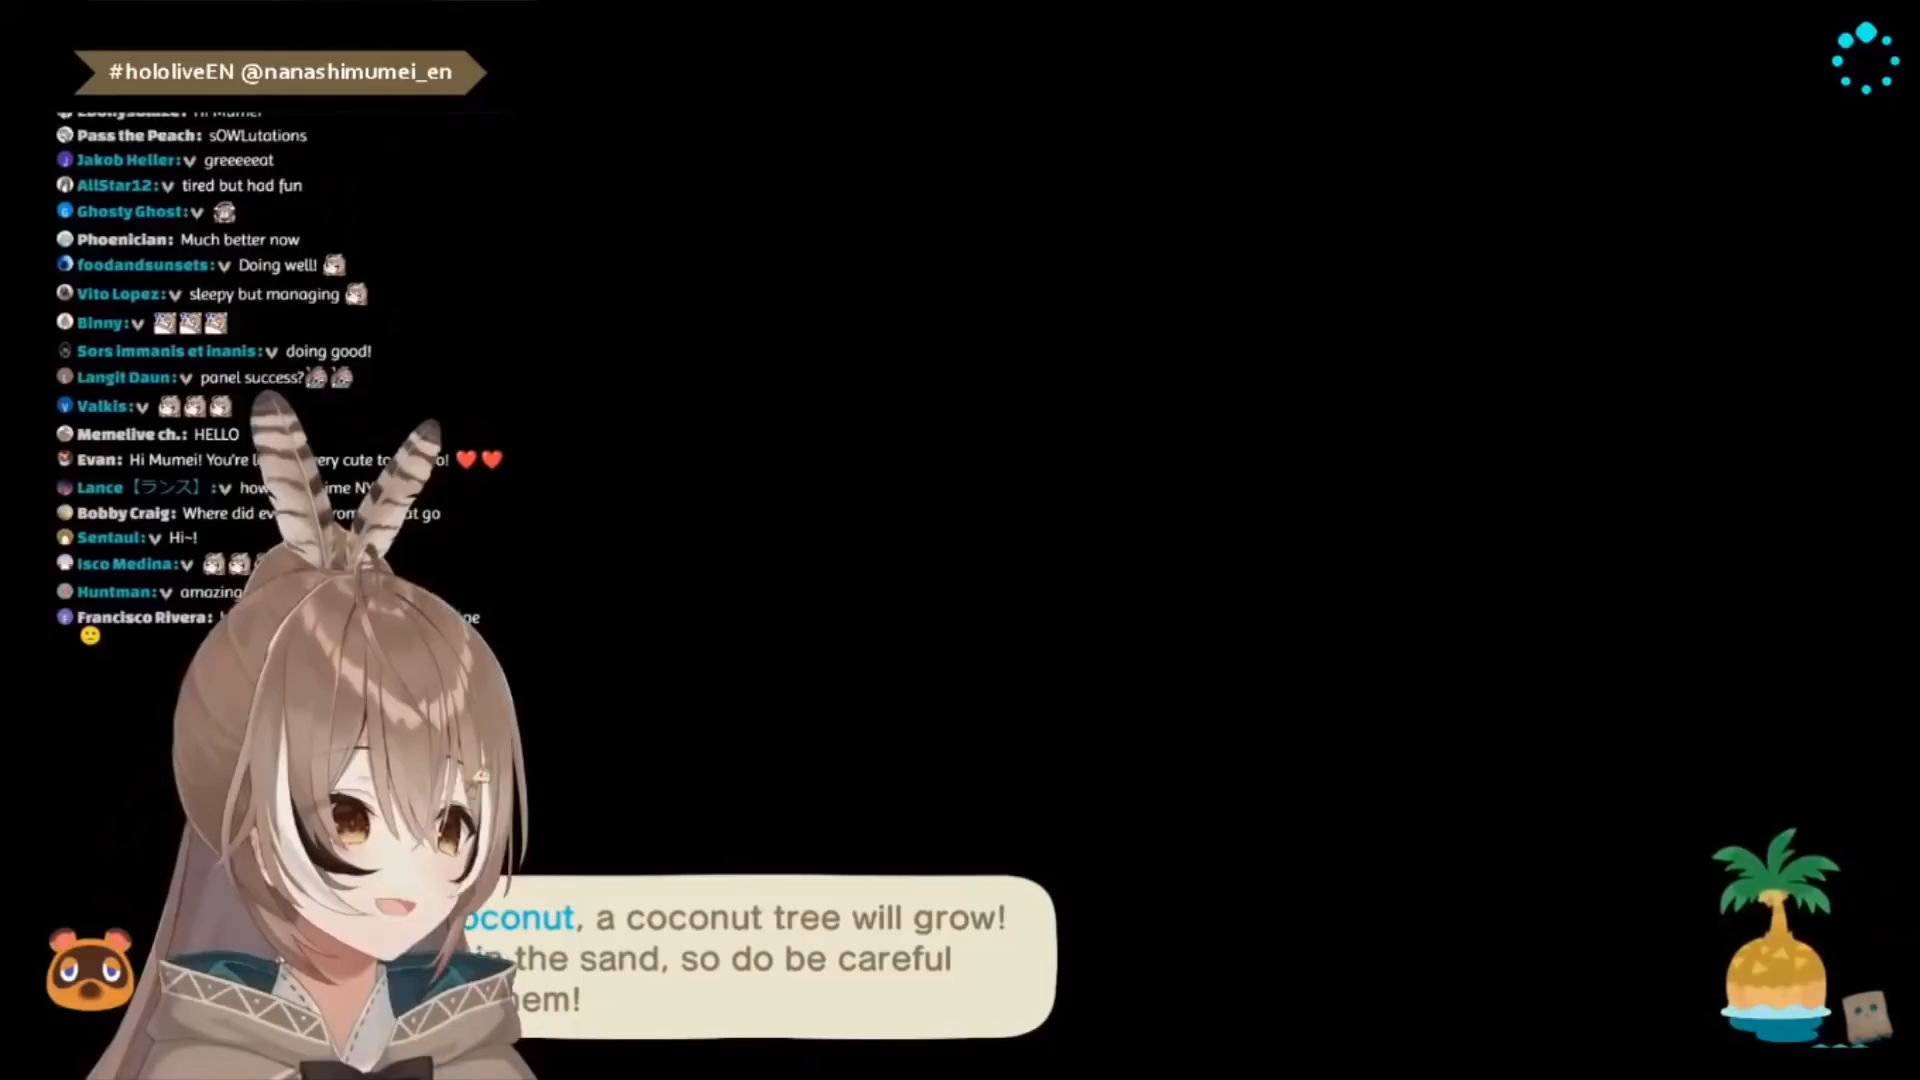 #hololiveEN @nanashimumei_en
Pass the Peach: sOWLutations
Jakob Heller: greeeeeat
AllStar12: tired but had fun
Ghosty Ghost:
Phoenician: Much better now
foodandsunsets: Doing well!
Vito Lopez: sleepy but managing
Binny:
Sors immanis et inanis: doing good!
Langit Daun: panel success?
Valkis:
Memelive ch.: HELLO
Evan: Hi Mumei! You're very cute
Lance【ランス】:
Bobby Craig: Where did go
Sentaul: Hi~!
Isco Medina:
Huntman: amazing
Francisco Rivera:
, a coconut tree will grow!
the sand, so do be careful